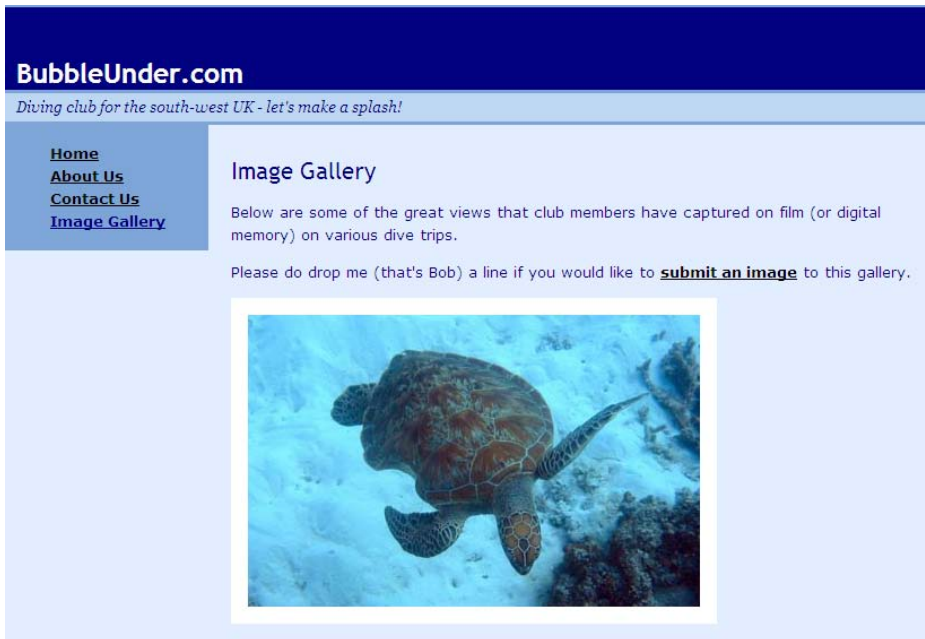 BubbleUnder.com
Diving club for the south-west UK - let's make a splash!
Home
About Us
Contact Us
Image Gallery
Image Gallery
Below are some of the great views that club members have captured on film (or digital
memory) on various dive trips.
Please do drop me (that's Bob) a line if you would like to submit an image to this gallery.